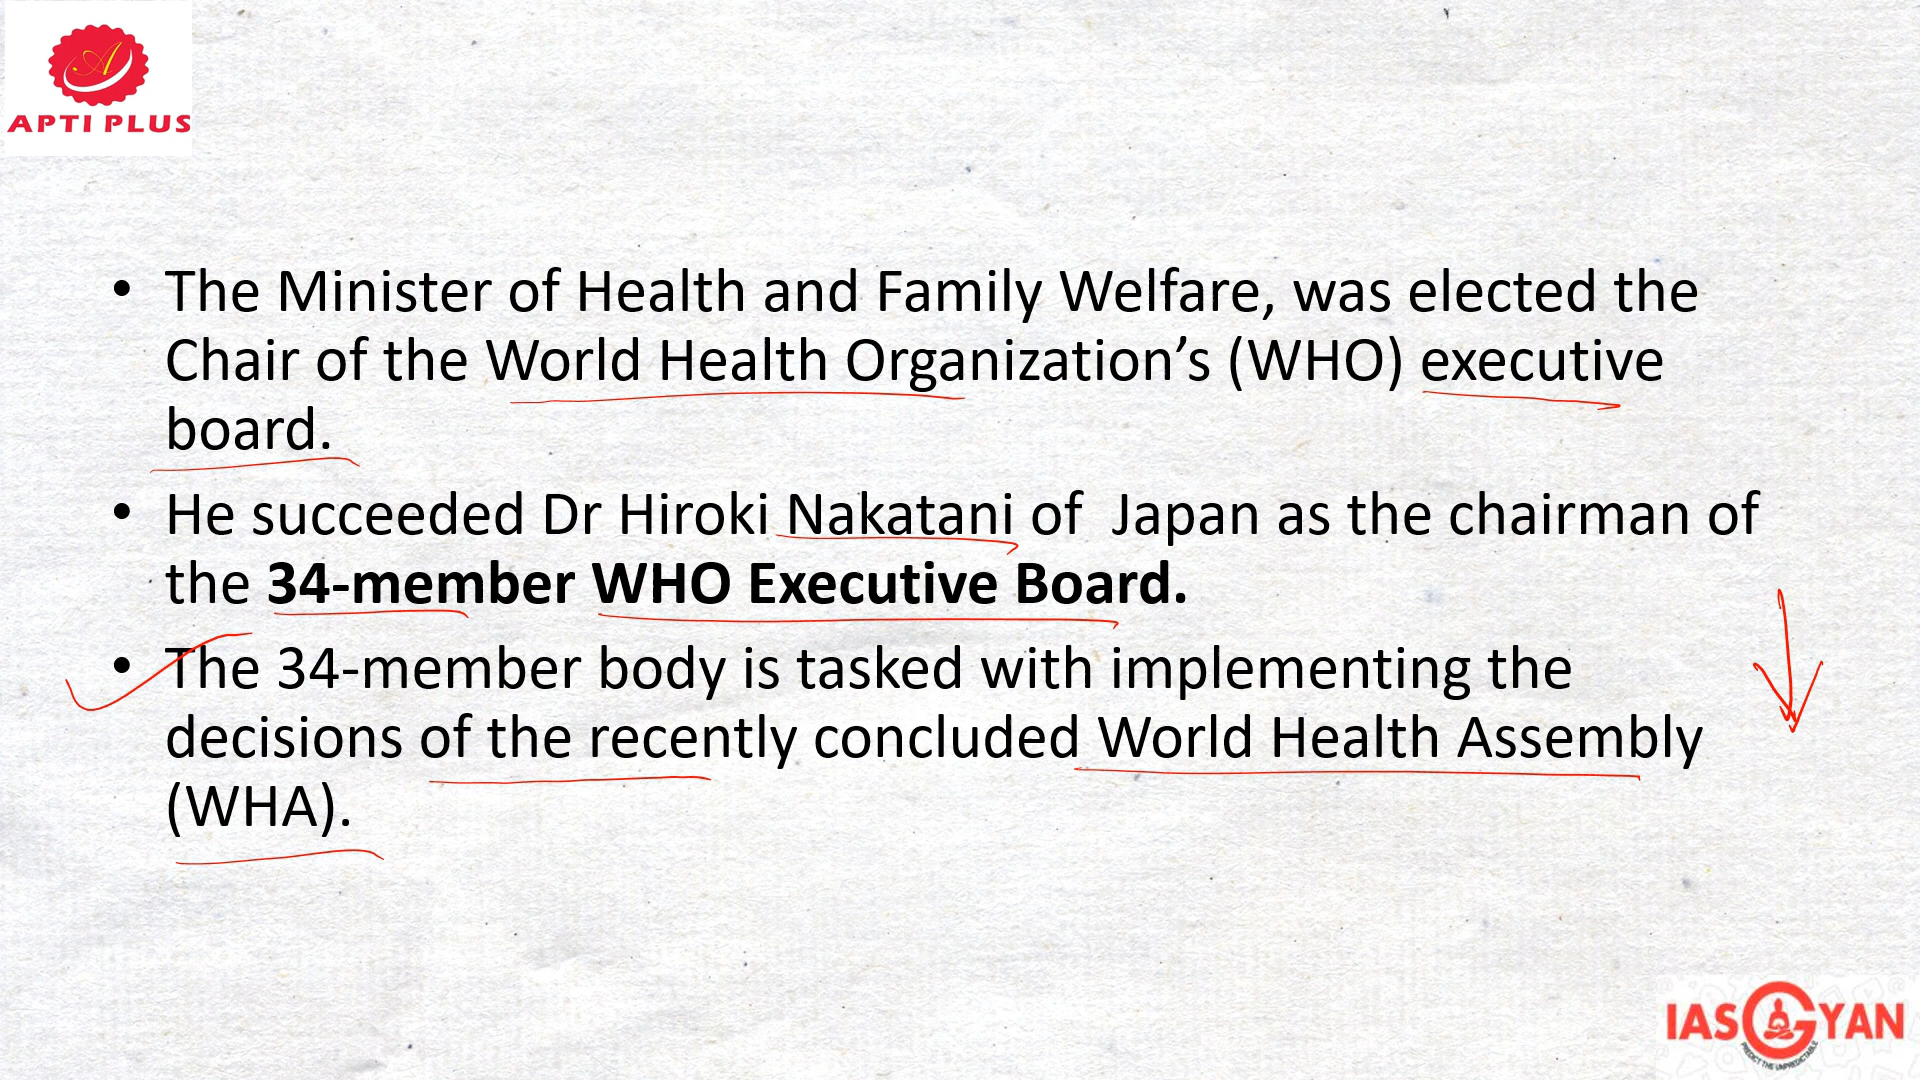 A
APTI PLUS
• The Minister of Health and Family Welfare, was elected the
Chair of the World Health Organization’s (WHO) executive
board.
• He succeeded Dr Hiroki Nakatani of Japan as the chairman of
the 34-member WHO Executive Board.
• The 34-member body is tasked with implementing the
decisions of the recently concluded World Health Assembly
(WHA).
IASGYAN
PREDICT THE UNPREDICTABLE